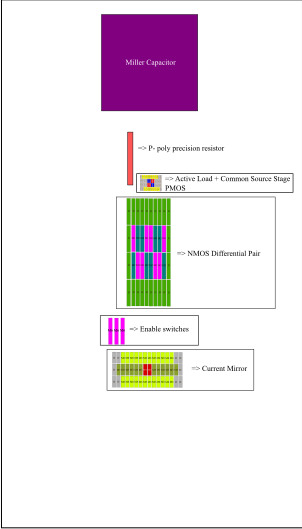 Miller Capacitor
=> P- poly precision resistor
=> Active Load + Common Source Stage
PMOS
=> NMOS Differential Pair
=> Enable switches
=> Current Mirror